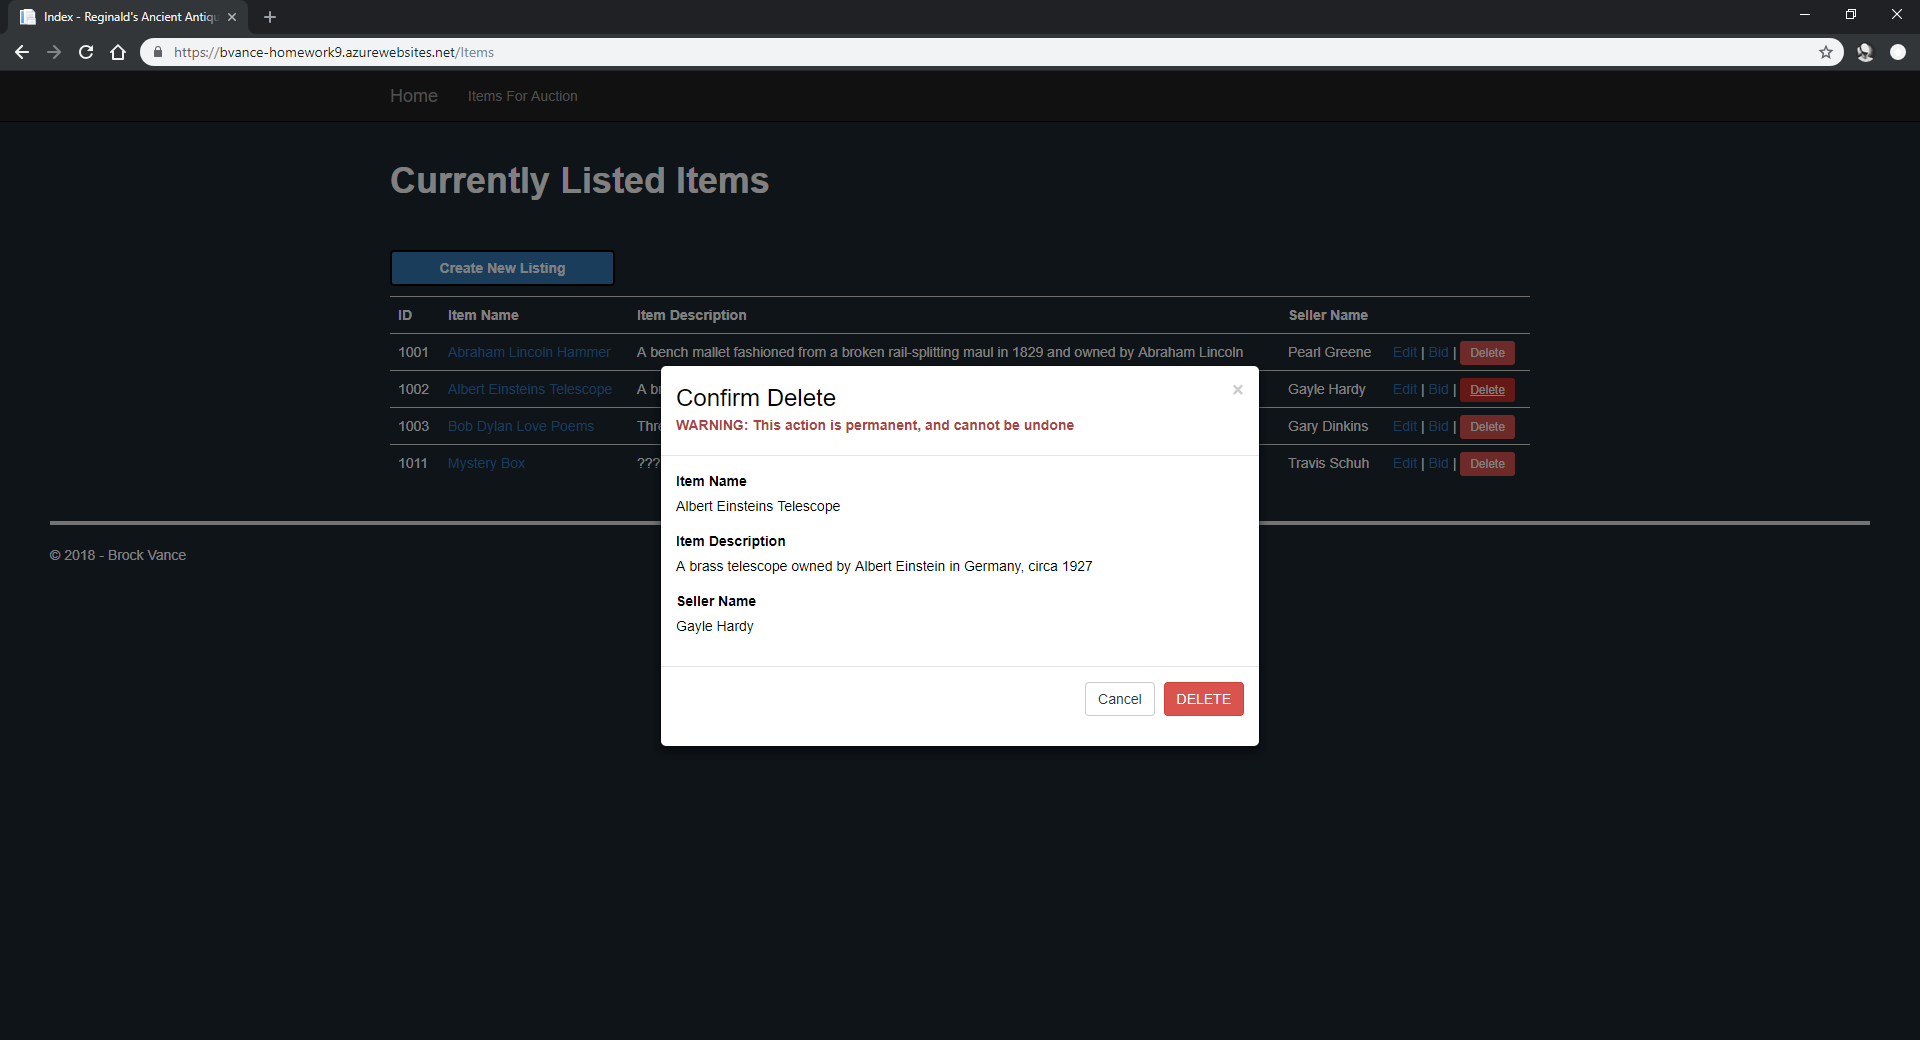 Index - Reginald's Ancient Antiqu
https://bvance-homework9.azurewebsites.net/Items
Home Items For Auction
Currently Listed Items
Create New Listing
ID Item Name Item Description Seller Name
1001 Abraham Lincoln Hammer A bench mallet fashioned from a broken rail-splitting maul in 1829 and owned by Abraham Lincoln Pearl Greene Edit | Bid | Delete
1002 Albert Einsteins Telescope A b Gayle Hardy Edit | Bid | Delete
1003 Bob Dylan Love Poems Thr Gary Dinkins Edit | Bid | Delete
1011 Mystery Box ??? Travis Schuh Edit | Bid | Delete
Confirm Delete ×
WARNING: This action is permanent, and cannot be undone
Item Name
Albert Einsteins Telescope
Item Description
A brass telescope owned by Albert Einstein in Germany, circa 1927
Seller Name
Gayle Hardy
Cancel DELETE
© 2018 - Brock Vance